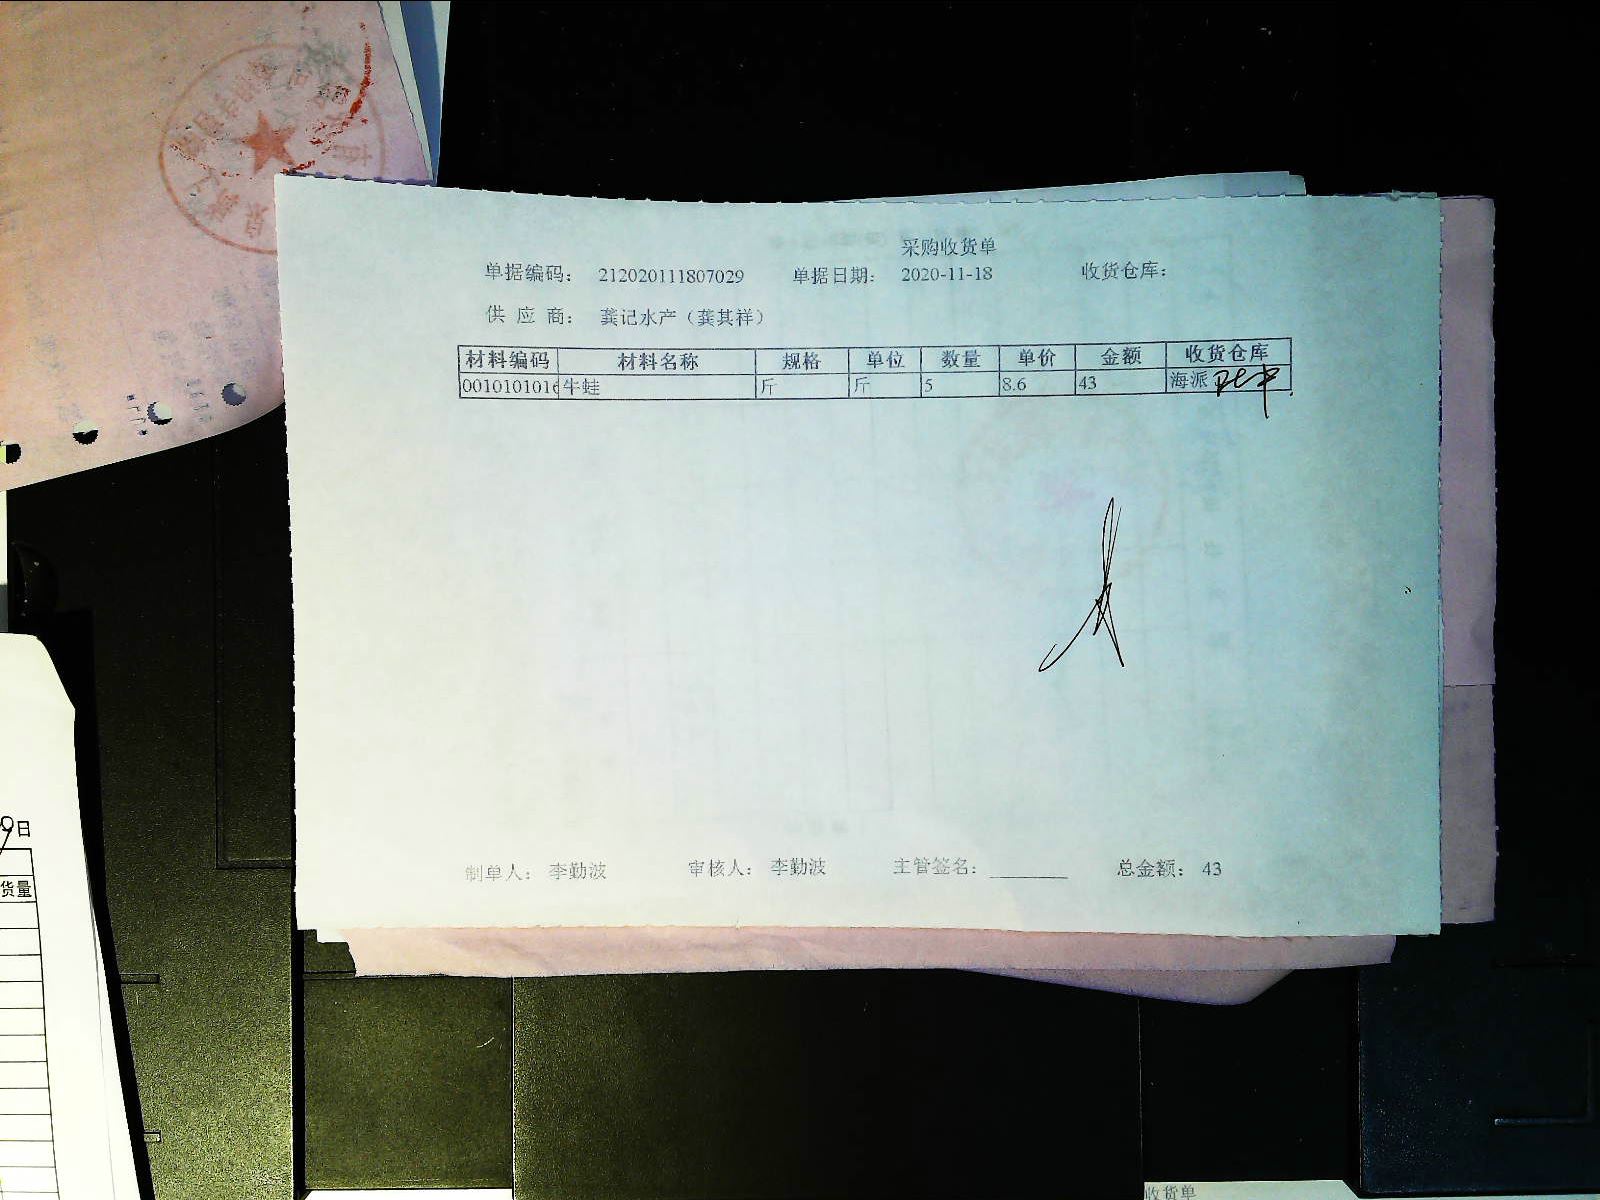 采购收货单
单据编码： 212020111807029 单据日期： 2020-11-18 收货仓库：
供 应 商： 龚记水产（龚其祥）
材料编码 材料名称 规格 单位 数量 单价 金额 收货仓库
001010101 牛蛙 斤 斤 5 8.6 43 海派
制单人： 李勤波 审核人： 李勤波 主管签名： 总金额： 43
日
货量
收货单